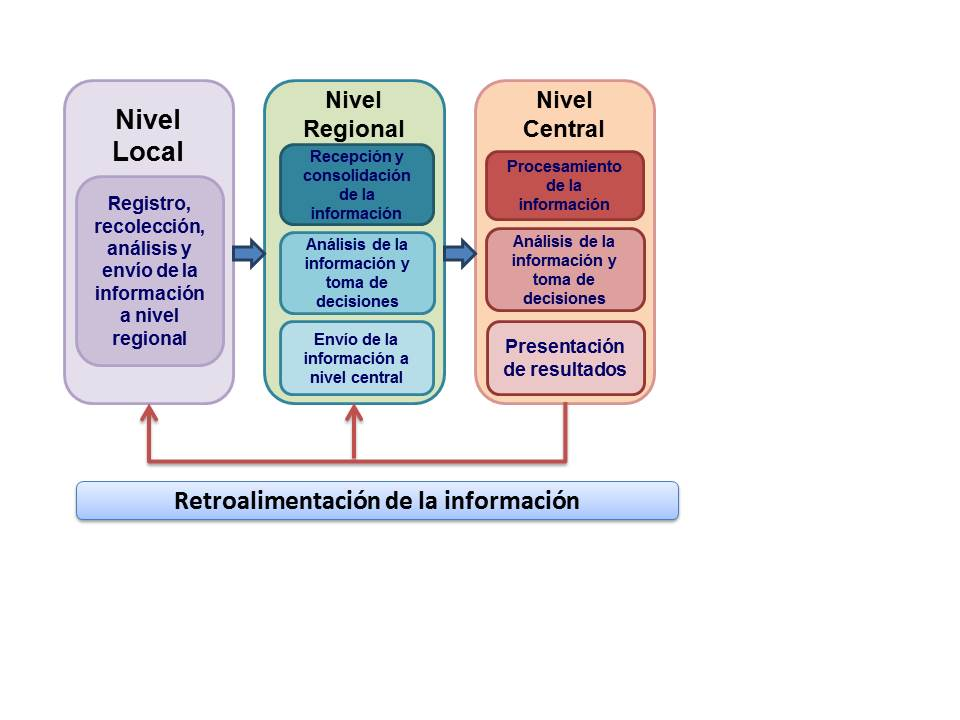 Nivel
Local
Registro,
recolección,
análisis y
envío de la
información
a nivel
regional
Nivel
Regional
Recepción y
consolidación
de la
información
Análisis de la
información y
toma de
decisiones
Envío de la
información a
nivel central
Nivel
Central
Procesamiento
de la
información
Análisis de la
información y
toma de
decisiones
Presentación
de resultados
Retroalimentación de la información